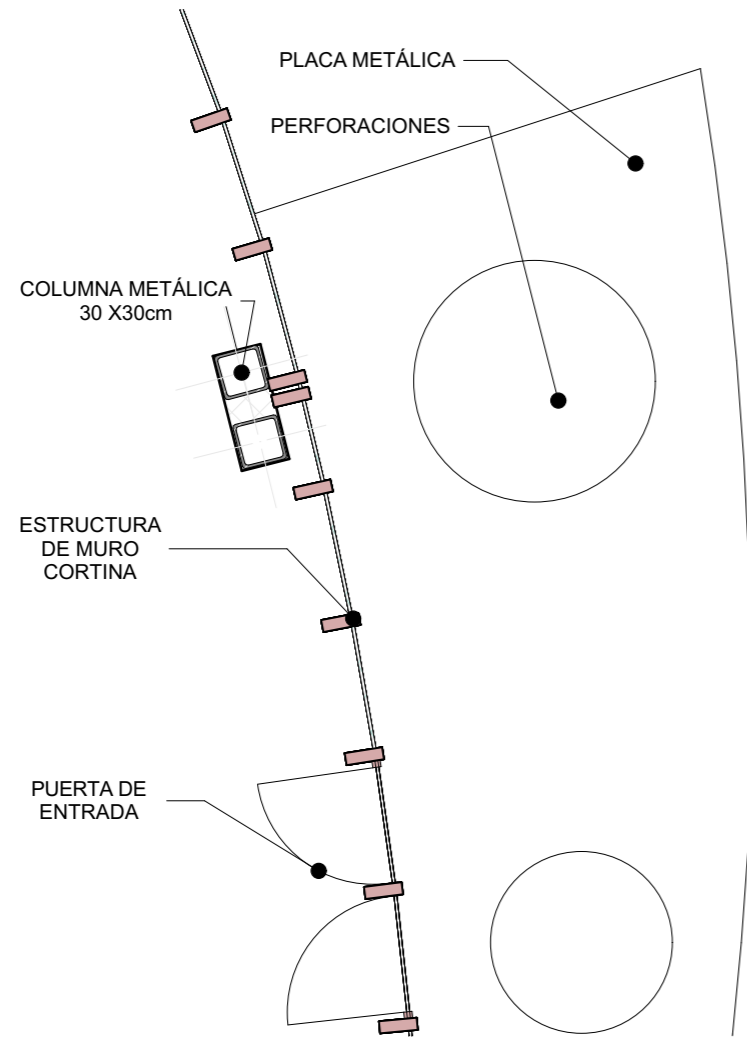 PLACA METÁLICA
PERFORACIONES
COLUMNA METÁLICA
30 X30cm
ESTRUCTURA
DE MURO
CORTINA
PUERTA DE
ENTRADA